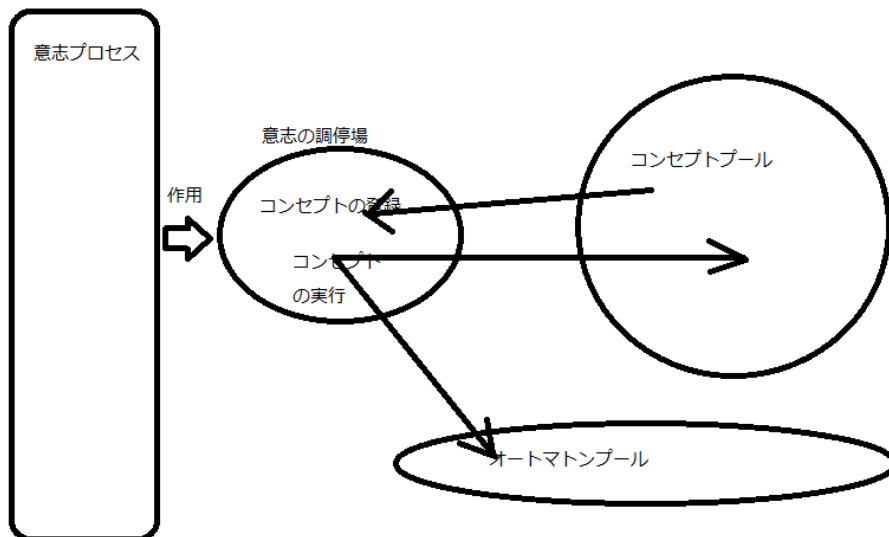 意志プロセス
意志の調停場
コンセプトプール
作用
コンセプトの登録
コンセプト
の実行
オートマトンプール